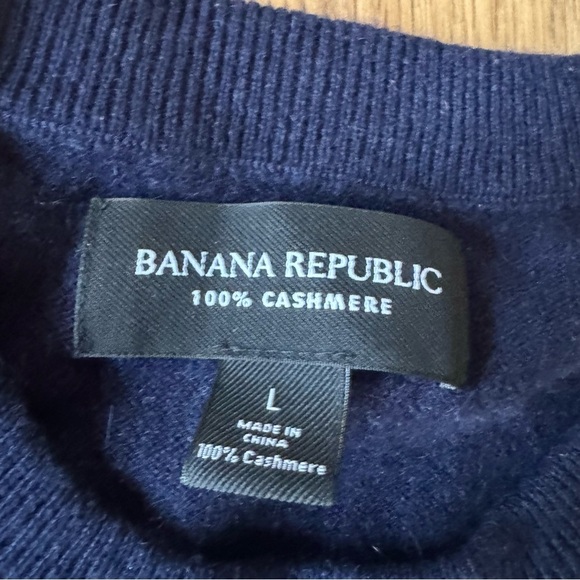 BANANA REPUBLIC
100% CASHMERE
L
MADE IN
CHINA
100% Cashmere